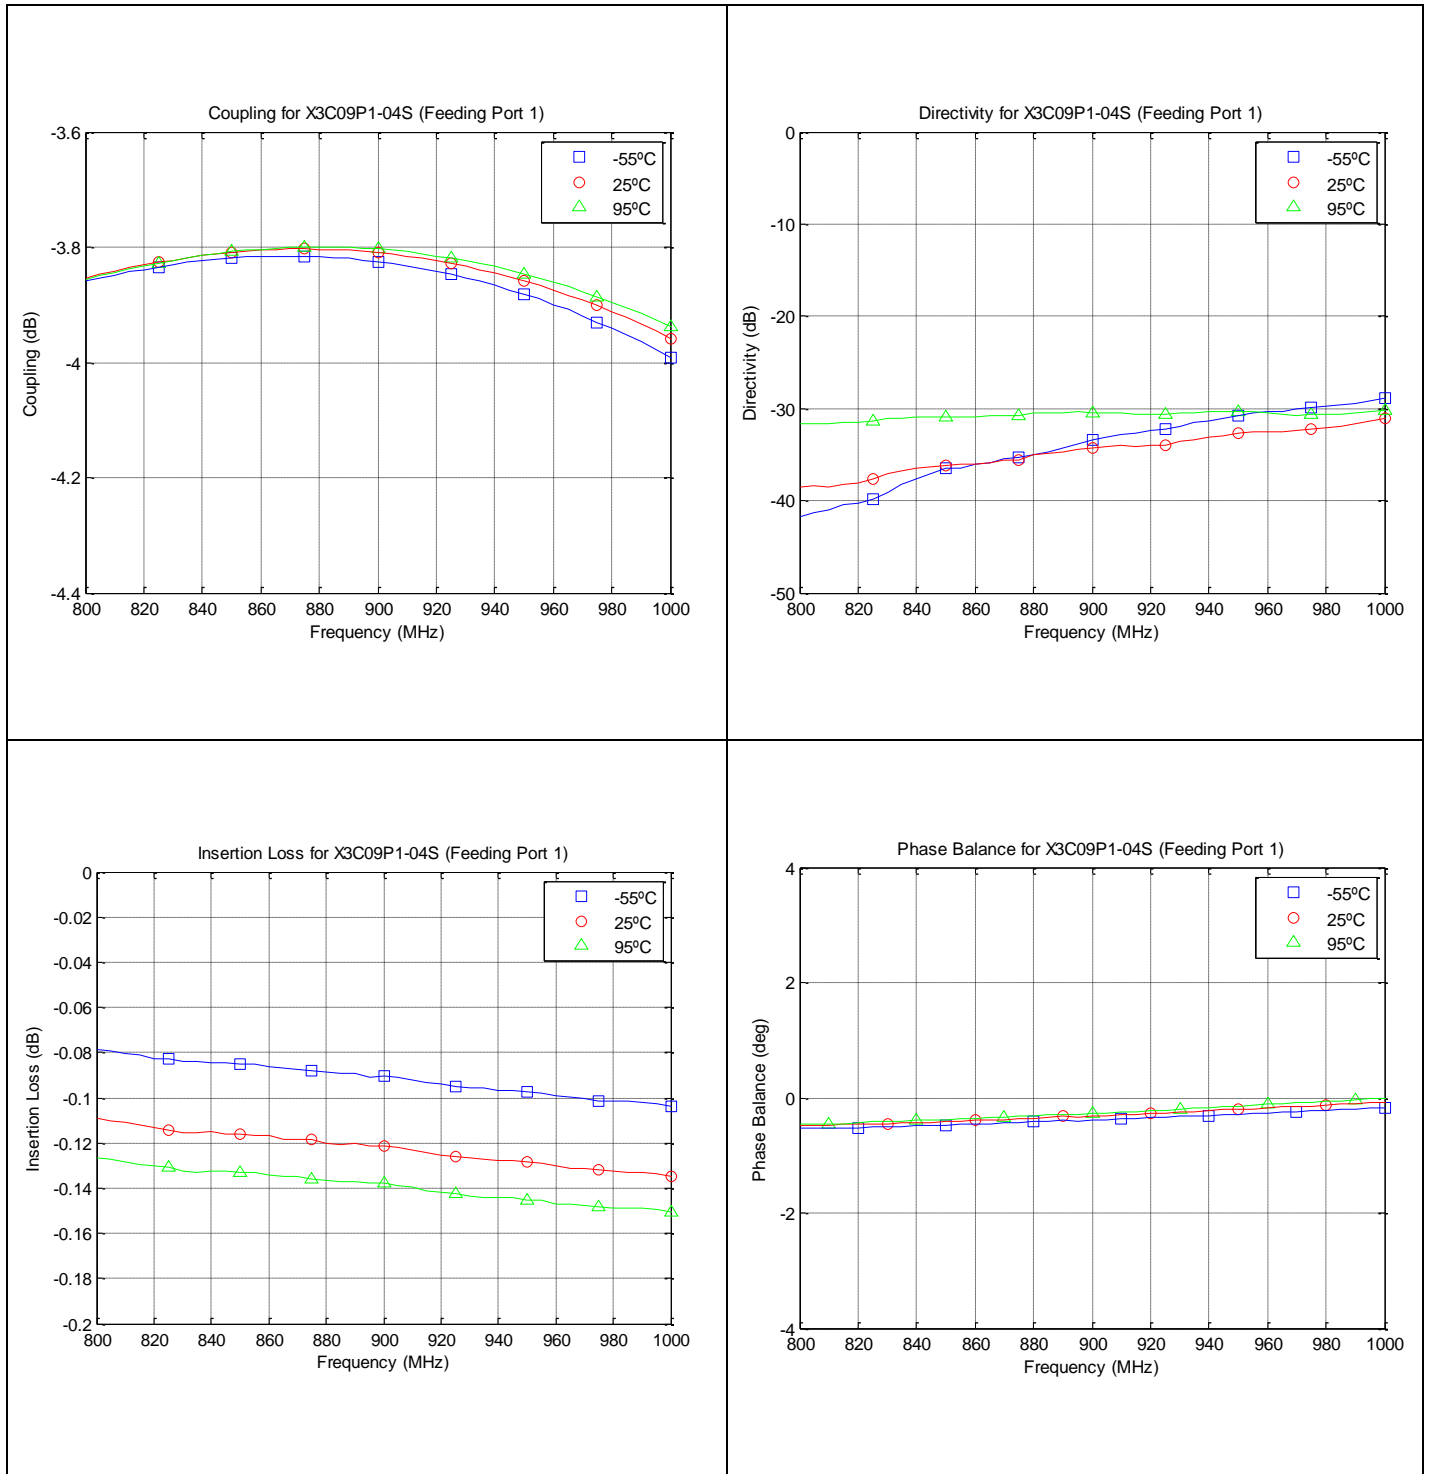 Coupling for X3C09P1-04S (Feeding Port 1)
-3.6
-3.8
-4
-4.2
-4.4
Coupling (dB)
-55ºC
25ºC
95ºC
800 820 840 860 880 900 920 940 960 980 1000
Frequency (MHz)
Directivity for X3C09P1-04S (Feeding Port 1)
0
-10
-20
-30
-40
-50
Directivity (dB)
-55ºC
25ºC
95ºC
800 820 840 860 880 900 920 940 960 980 1000
Frequency (MHz)
Insertion Loss for X3C09P1-04S (Feeding Port 1)
0
-0.02
-0.04
-0.06
-0.08
-0.1
-0.12
-0.14
-0.16
-0.18
-0.2
Insertion Loss (dB)
-55ºC
25ºC
95ºC
800 820 840 860 880 900 920 940 960 980 1000
Frequency (MHz)
Phase Balance for X3C09P1-04S (Feeding Port 1)
4
2
0
-2
-4
Phase Balance (deg)
-55ºC
25ºC
95ºC
800 820 840 860 880 900 920 940 960 980 1000
Frequency (MHz)